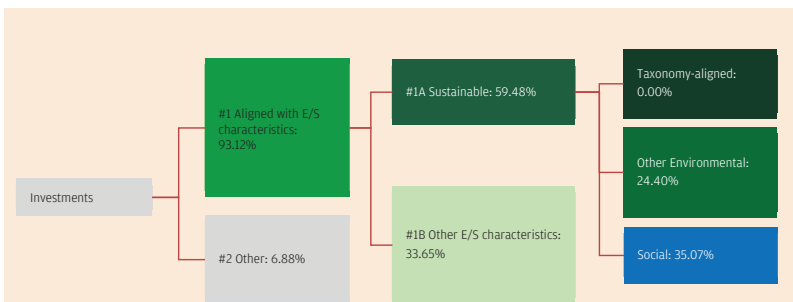 Investments
#1 Aligned with E/S
characteristics:
93.12%
#2 Other: 6.88%
#1A Sustainable: 59.48%
#1B Other E/S characteristics:
33.65%
Taxonomy-aligned:
0.00%
Other Environmental:
24.40%
Social: 35.07%